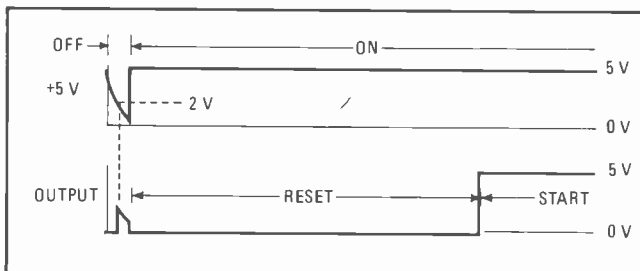 OFF ON
+5 V 5 V
2 V
0 V
5 V
OUTPUT RESET START
0 V